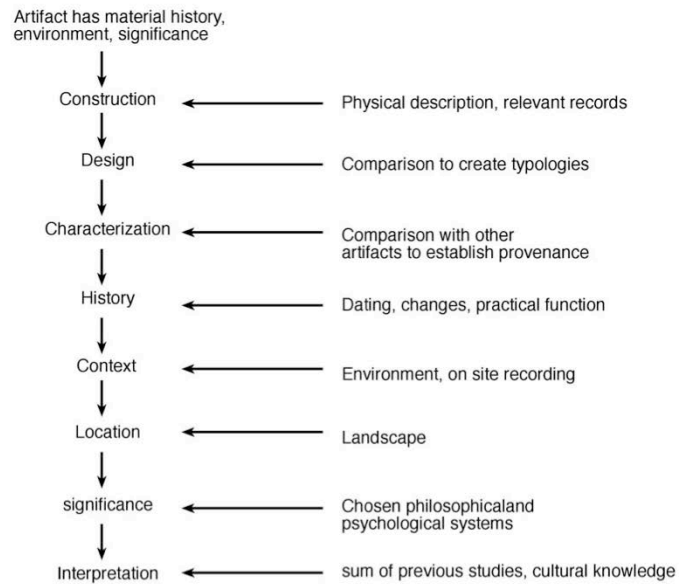 Artifact has material history,
environment, significance
Construction
Physical description, relevant records
Design
Comparison to create typologies
Characterization
Comparison with other
artifacts to establish provenance
History
Dating, changes, practical function
Context
Environment, on site recording
Location
Landscape
significance
Chosen philosophicaland
psychological systems
Interpretation
sum of previous studies, cultural knowledge